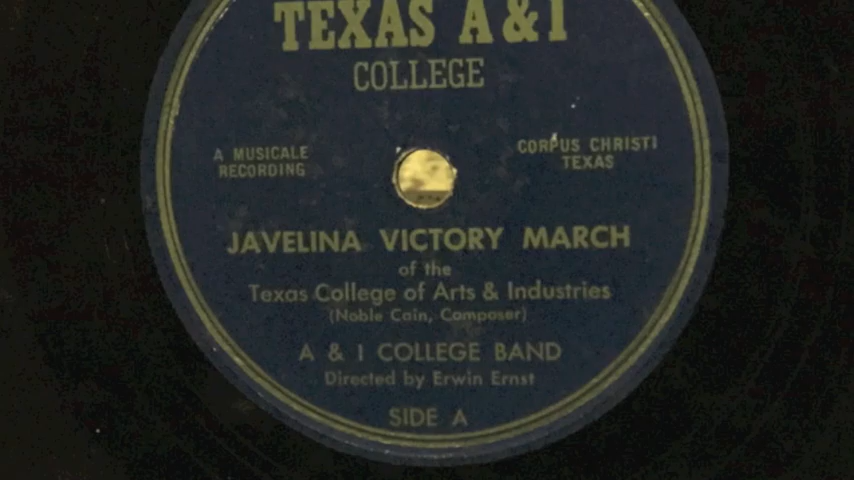 TEXAS A & I
COLLEGE
A MUSICALE
RECORDING
CORPUS CHRISTI
TEXAS
JAVELINA VICTORY MARCH
of the
Texas College of Arts & Industries
(Noble Cain, Composer)
A & I COLLEGE BAND
Directed by Erwin Ernst
SIDE A